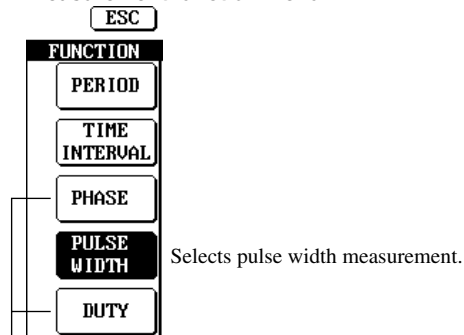 ESC
FUNCTION
PERIOD
TIME
INTERVAL
PHASE
PULSE
WIDTH
Selects pulse width measurement.
DUTY